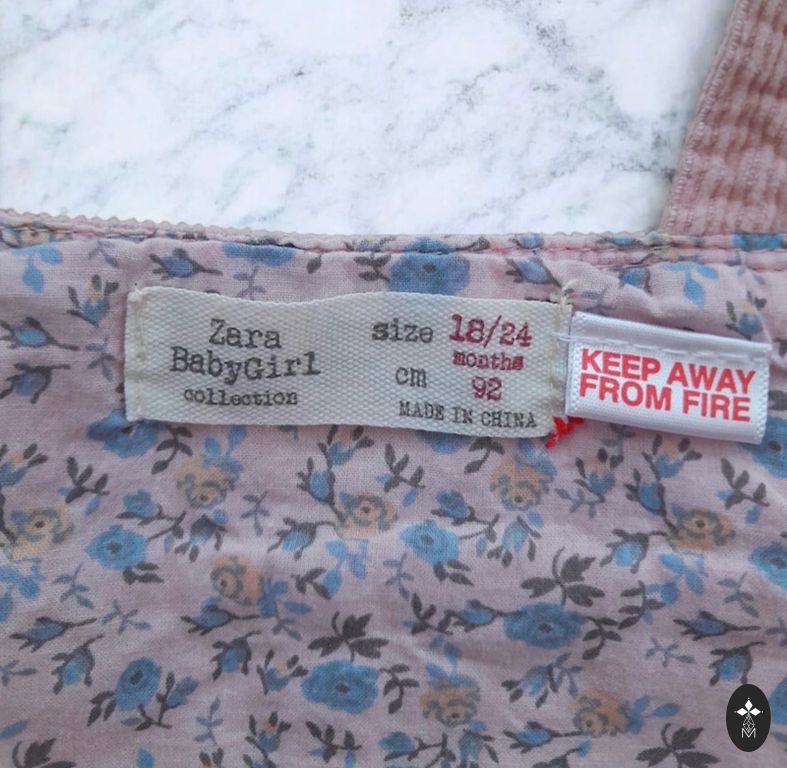 Zara
BabyGirl
collection
size 18/24
months
cm 92
MADE IN CHINA
KEEP AWAY
FROM FIRE
M